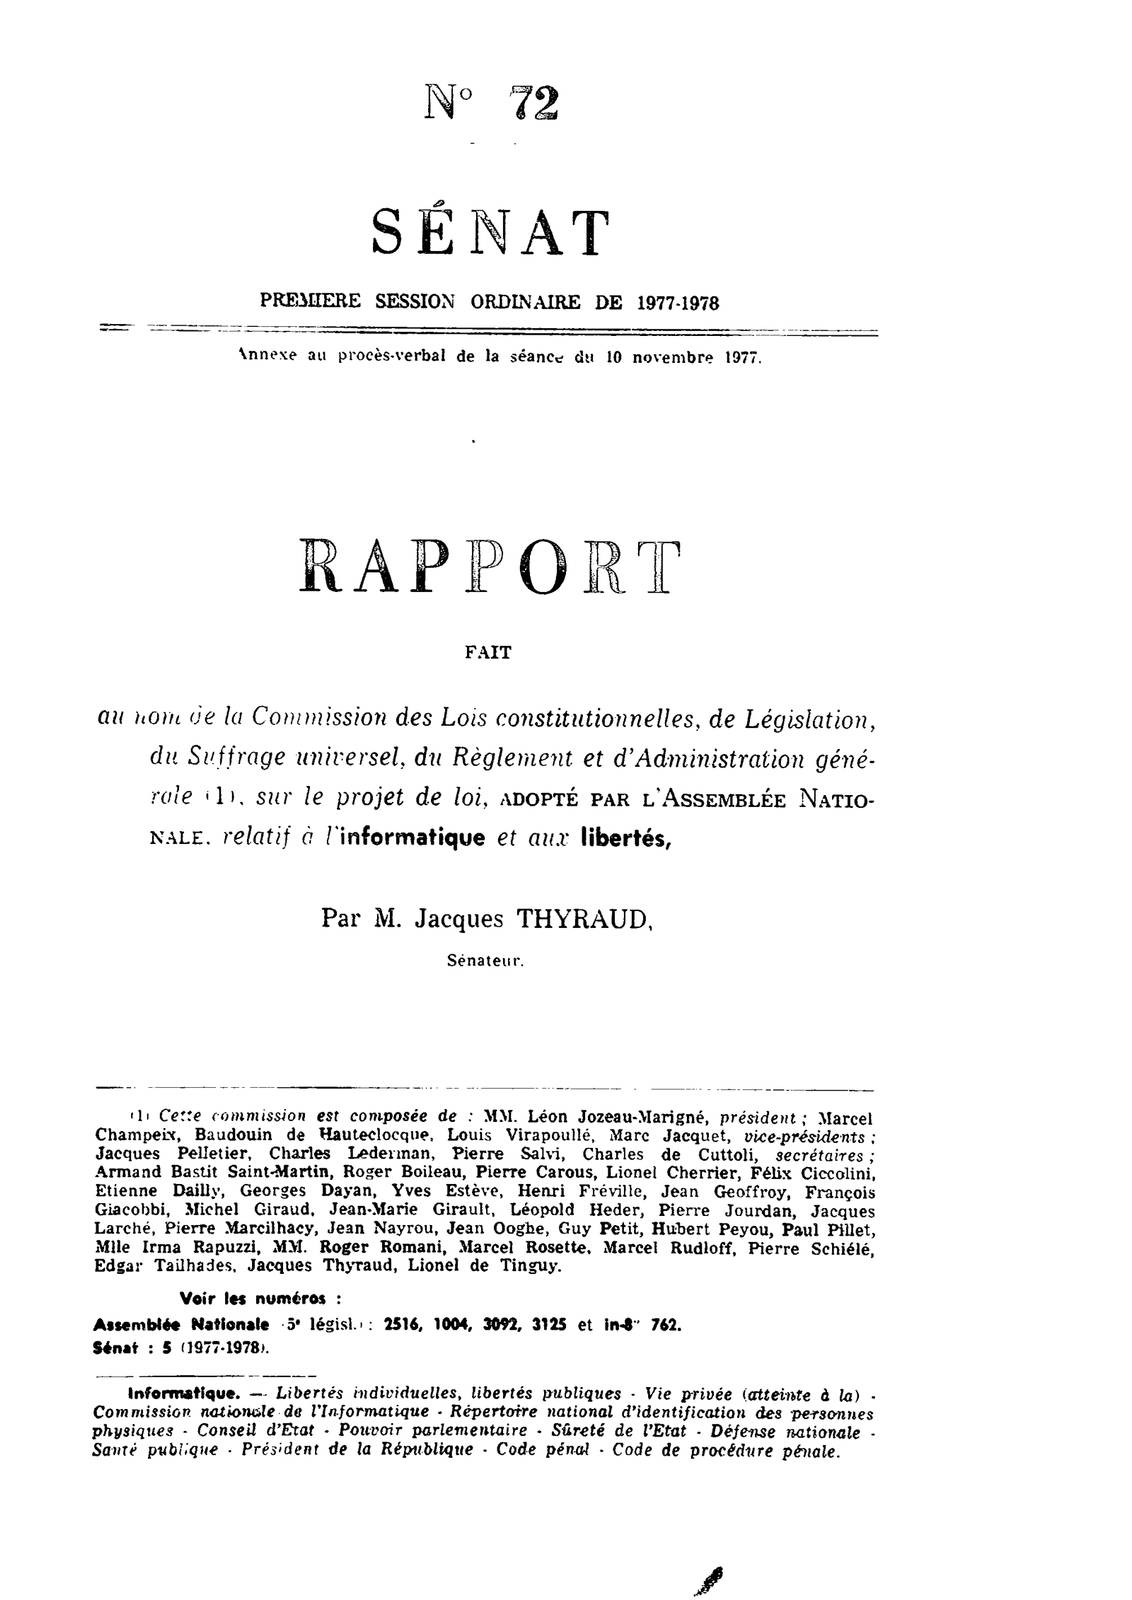 N° 72
SÉNAT
PREMIERE SESSION ORDINAIRE DE 1977-1978
Annexe au procès-verbal de la séance du 10 novembre 1977.
RAPPORT
FAIT
au nom de la Commission des Lois constitutionnelles, de Législation,
du Suffrage universel, du Règlement et d'Administration géné-
rale (1), sur le projet de loi, ADOPTÉ PAR L'ASSEMBLÉE NATIO-
NALE, relatif à l'informatique et aux libertés,
Par M. Jacques THYRAUD,
Sénateur.
(1) Cette commission est composée de : MM. Léon Jozeau-Marigné, président ; Marcel
Champeix, Baudouin de Hauteclocque, Louis Virapoullé, Marc Jacquet, vice-présidents ;
Jacques Pelletier, Charles Lederman, Pierre Salvi, Charles de Cuttoli, secrétaires ;
Armand Bastit Saint-Martin, Roger Boileau, Pierre Carous, Lionel Cherrier, Félix Ciccolini,
Etienne Dailly, Georges Dayan, Yves Estève, Henri Fréville, Jean Geoffroy, François
Giacobbi, Michel Giraud, Jean-Marie Girault, Léopold Heder, Pierre Jourdan, Jacques
Larché, Pierre Marcilhacy, Jean Nayrou, Jean Ooghe, Guy Petit, Hubert Peyou, Paul Pillet,
Mlle Irma Rapuzzi, MM. Roger Romani, Marcel Rosette, Marcel Rudloff, Pierre Schiélé,
Edgar Tailhades, Jacques Thyraud, Lionel de Tinguy.
Voir les numéros :
Assemblée Nationale (5e législ.) : 2516, 1004, 3092, 3125 et in-8° 762.
Sénat : 5 (1977-1978).
Informatique. — Libertés individuelles, libertés publiques - Vie privée (atteinte à la) -
Commission nationale de l'Informatique - Répertoire national d'identification des personnes
physiques - Conseil d'Etat - Pouvoir parlementaire - Sûreté de l'Etat - Défense nationale -
Santé publique - Président de la République - Code pénal - Code de procédure pénale.